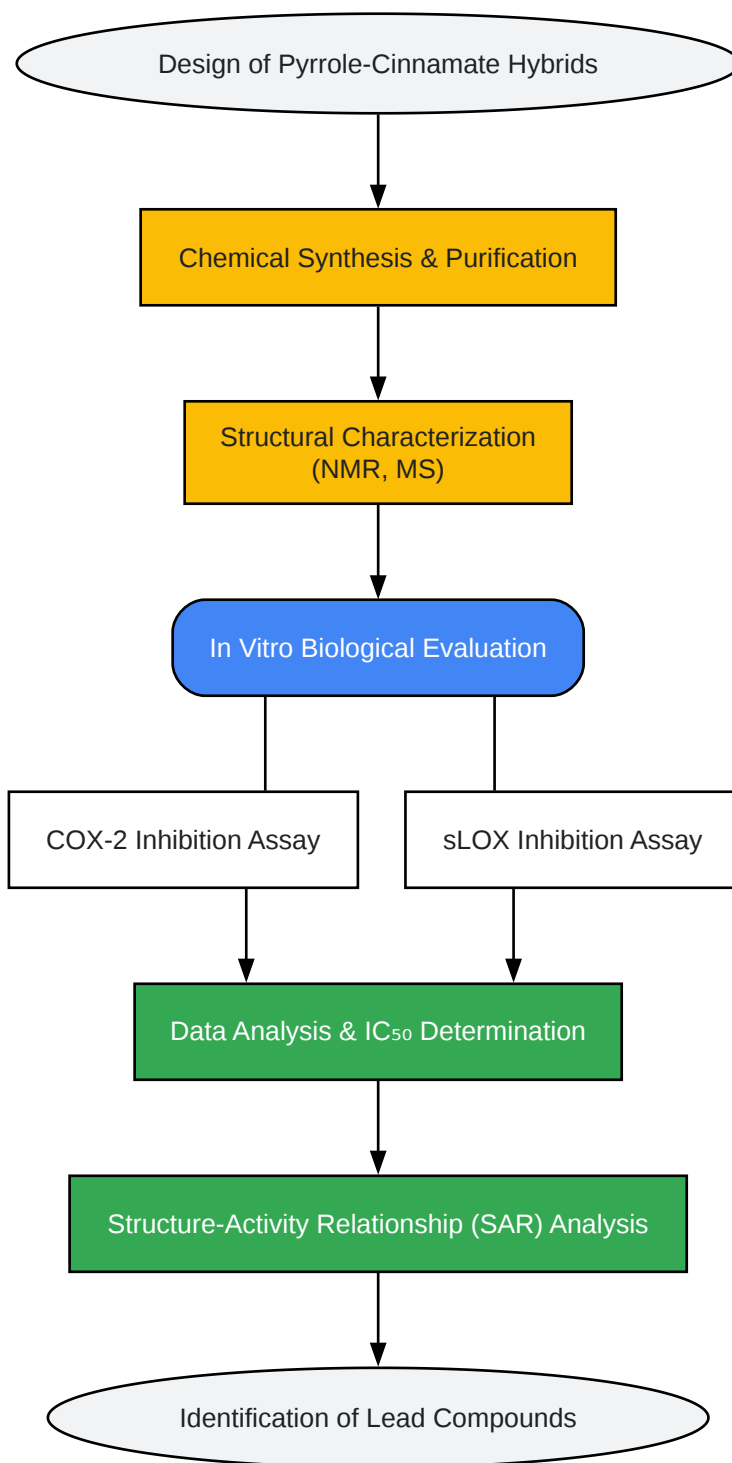 Design of Pyrrole-Cinnamate Hybrids
Chemical Synthesis & Purification
Structural Characterization
(NMR, MS)
In Vitro Biological Evaluation
COX-2 Inhibition Assay
sLOX Inhibition Assay
Data Analysis & IC₅₀ Determination
Structure-Activity Relationship (SAR) Analysis
Identification of Lead Compounds